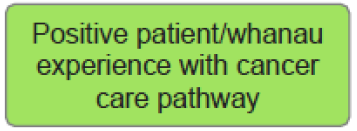 Positive patient/whanau
experience with cancer
care pathway